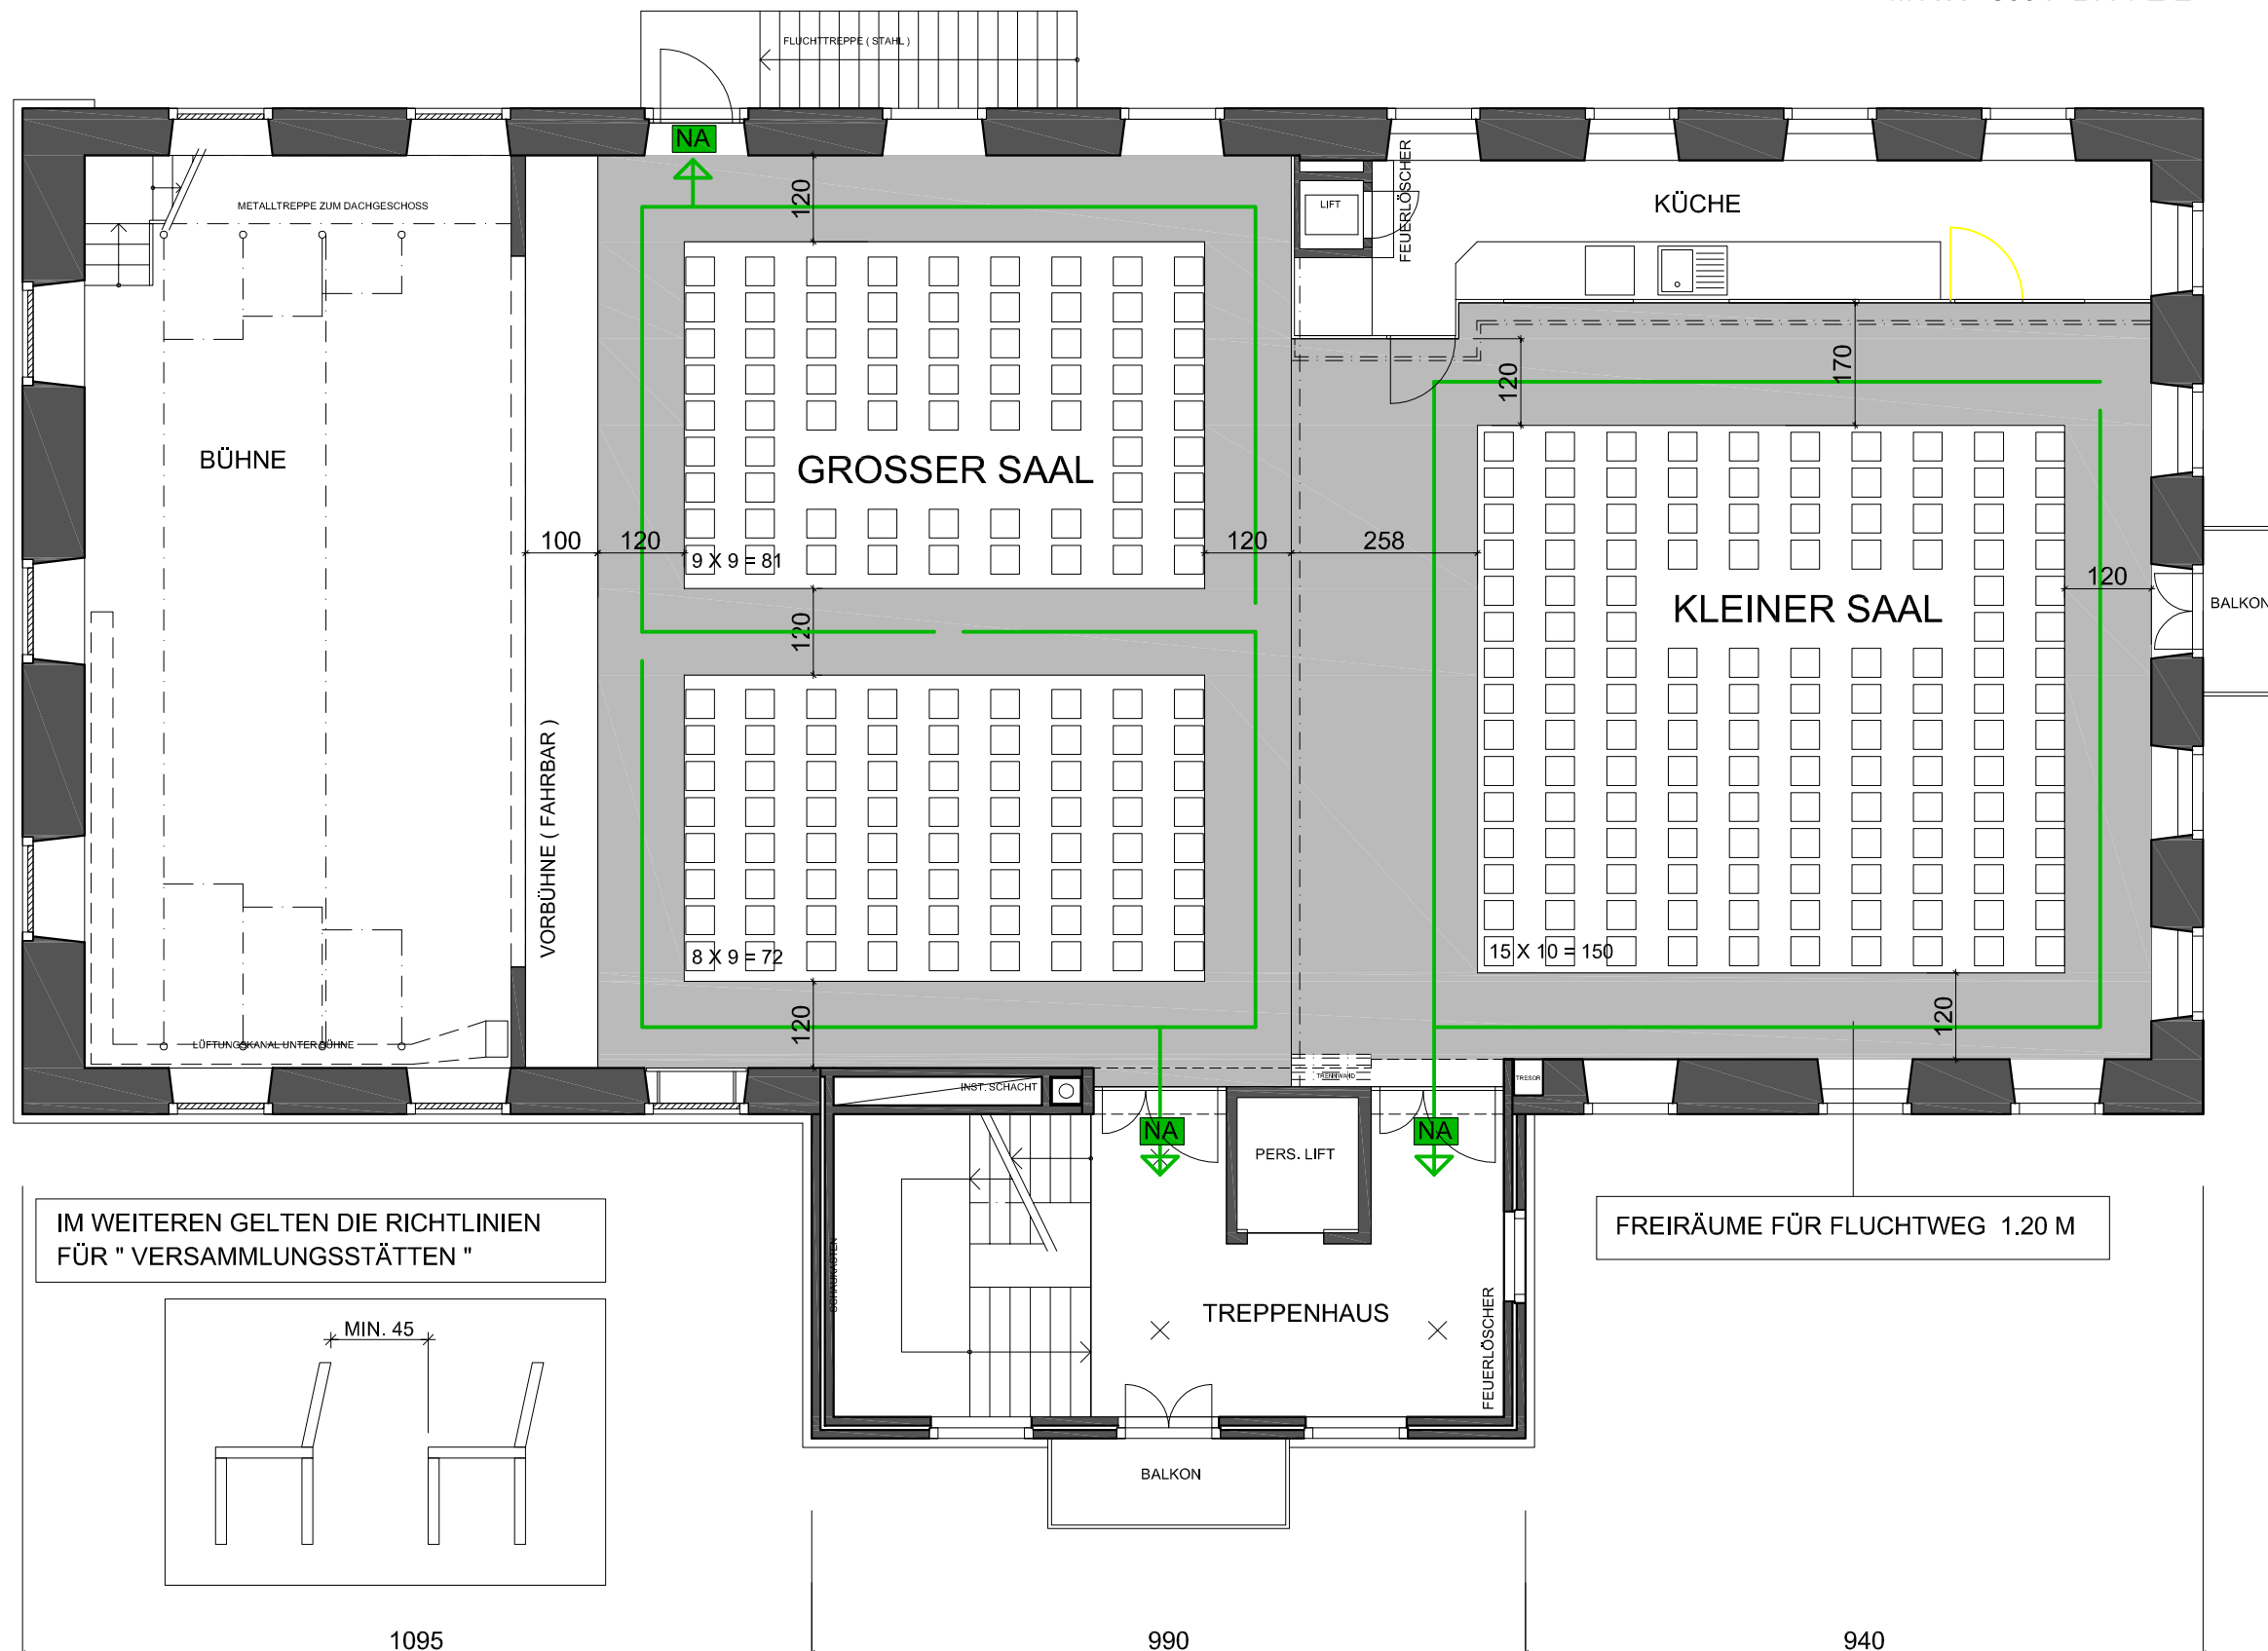 FLUCHTTREPPE ( STAHL )
NA
120
METALLTREPPE ZUM DACHGESCHOSS
LIFT
FEUERLÖSCHER
KÜCHE
120
170
BÜHNE
GROSSER SAAL
100
120
120
258
9 X 9 = 81
KLEINER SAAL
120
BALKON
120
VORBÜHNE ( FAHRBAR )
8 X 9 = 72
15 X 10 = 150
120
120
LÜFTUNGSKANAL UNTER BÜHNE
INST. SCHACHT
TRENNWAND
TRESOR
NA
NA
PERS. LIFT
IM WEITEREN GELTEN DIE RICHTLINIEN
FÜR " VERSAMMLUNGSSTÄTTEN "
FREIRÄUME FÜR FLUCHTWEG 1.20 M
SCHAUKASTEN
TREPPENHAUS
FEUERLÖSCHER
MIN. 45
BALKON
1095
990
940